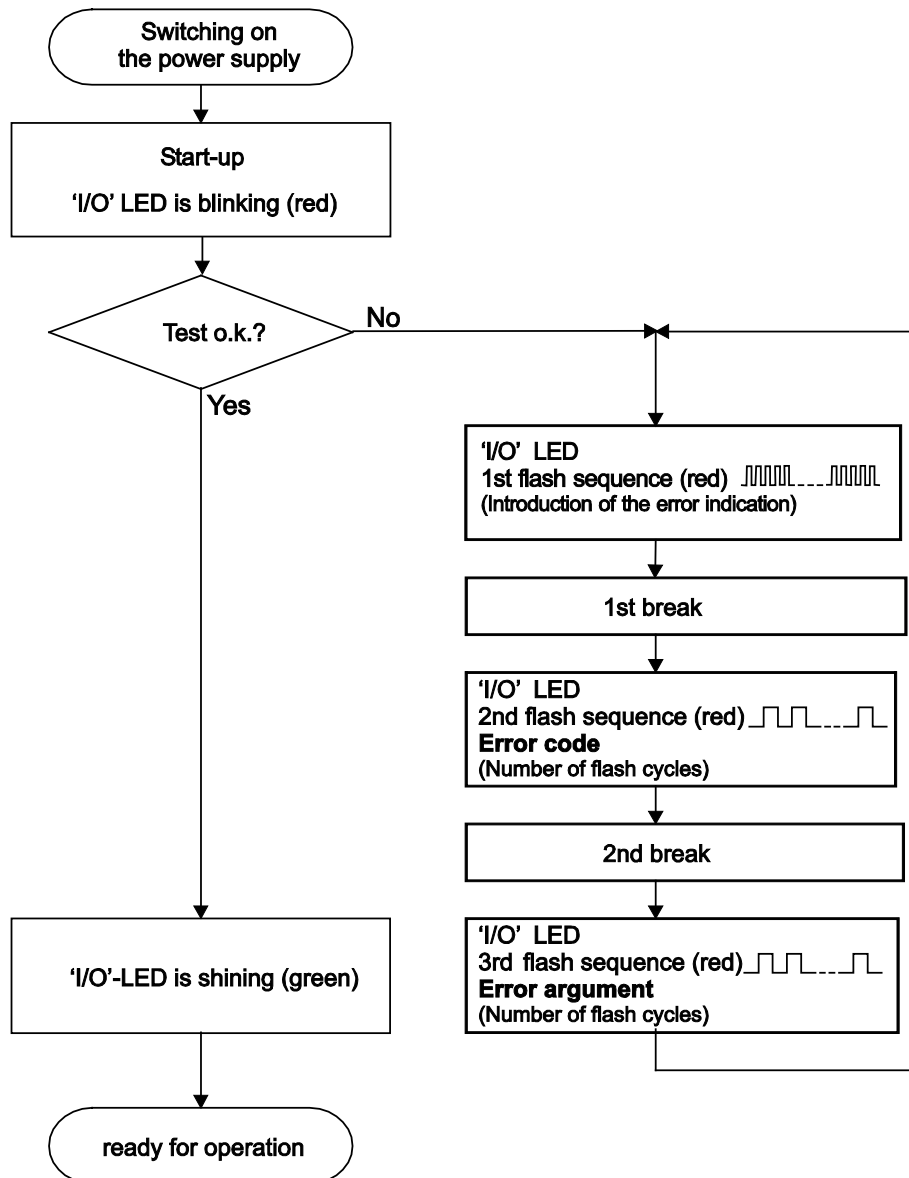 Switching on
the power supply
Start-up
‘I/O’ LED is blinking (red)
Test o.k.?
No
Yes
‘I/O’ LED
1st flash sequence (red)
(Introduction of the error indication)
1st break
‘I/O’ LED
2nd flash sequence (red)
Error code
(Number of flash cycles)
2nd break
‘I/O’ LED
3rd flash sequence (red)
Error argument
(Number of flash cycles)
‘I/O’-LED is shining (green)
ready for operation